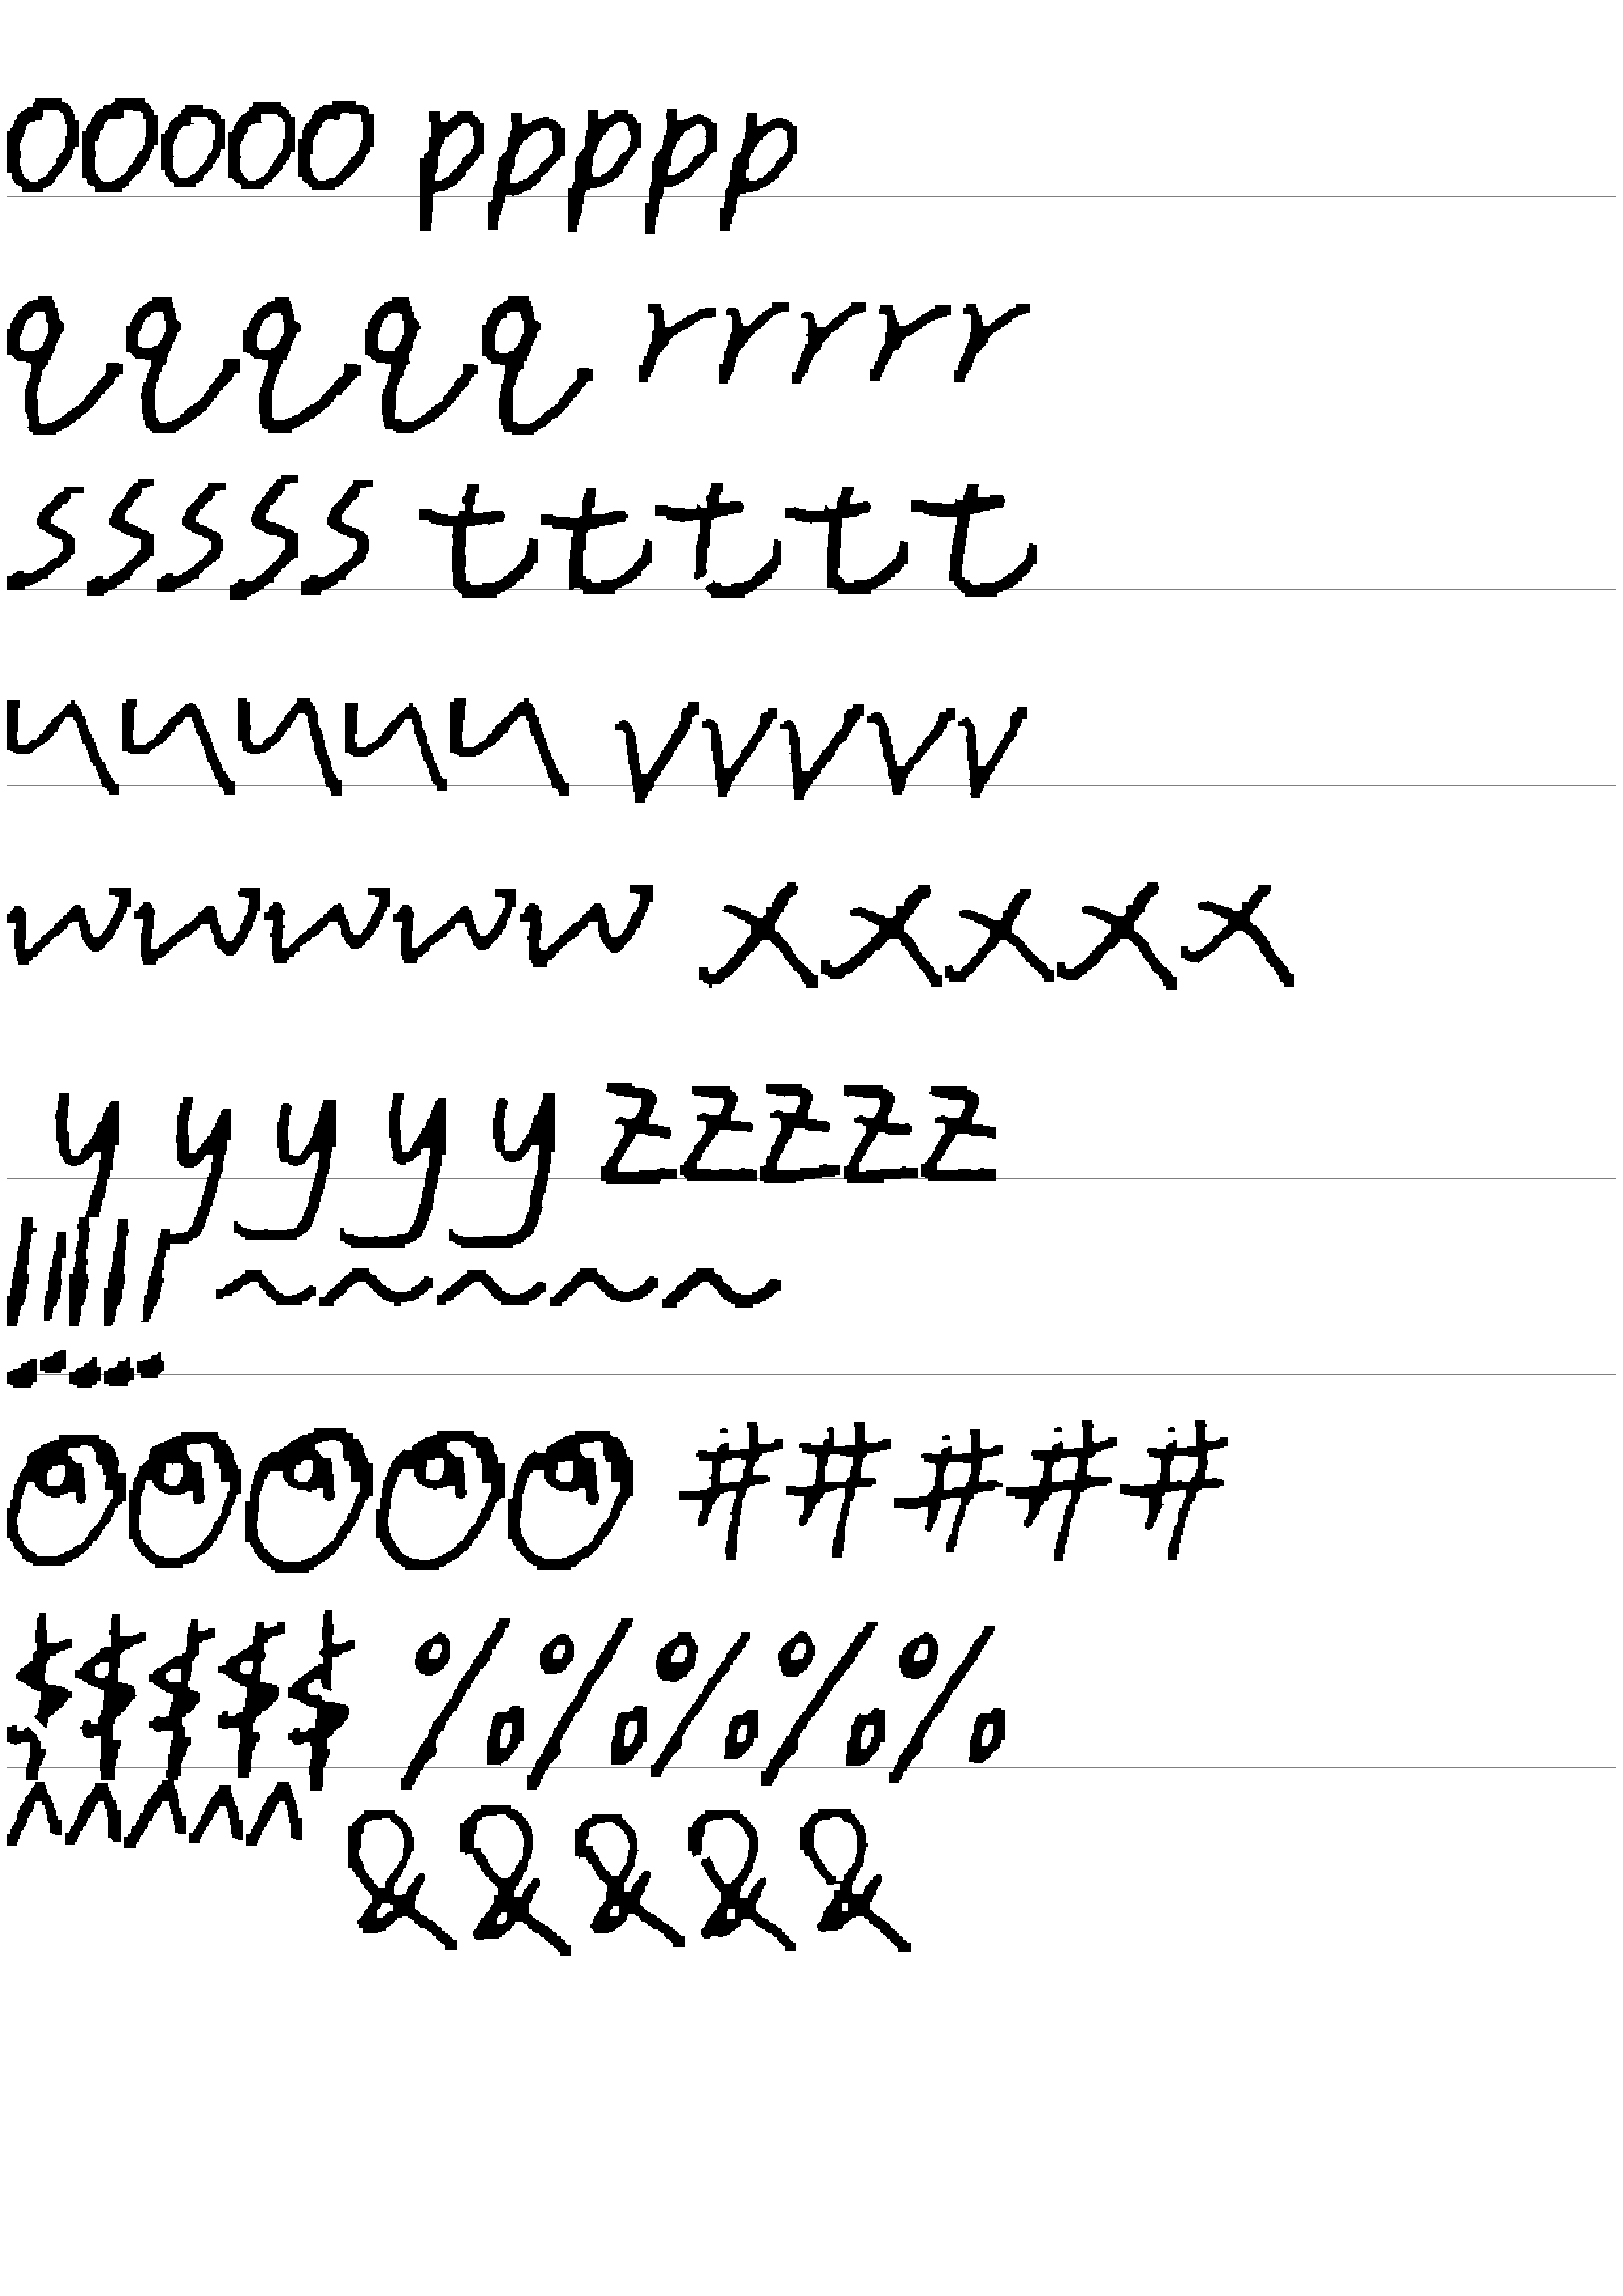 ooooo ppppp
qqqqq rrrrr
sssss ttttt
uuuuu vvvvv
wwwww xxxxx
yyyyy zzzzz
///// ~~~~~
.....
@@@@@ #####
$$$$$ %%%%%
^^^^^ &&&&&